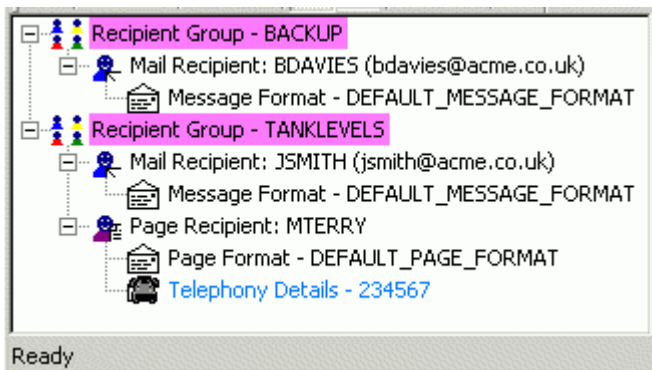 Recipient Group - BACKUP
Mail Recipient: BDAVIES (bdavies@acme.co.uk)
Message Format - DEFAULT_MESSAGE_FORMAT
Recipient Group - TANKLEVELS
Mail Recipient: JSMITH (jsmith@acme.co.uk)
Message Format - DEFAULT_MESSAGE_FORMAT
Page Recipient: MTERRY
Page Format - DEFAULT_PAGE_FORMAT
Telephony Details - 234567
Ready